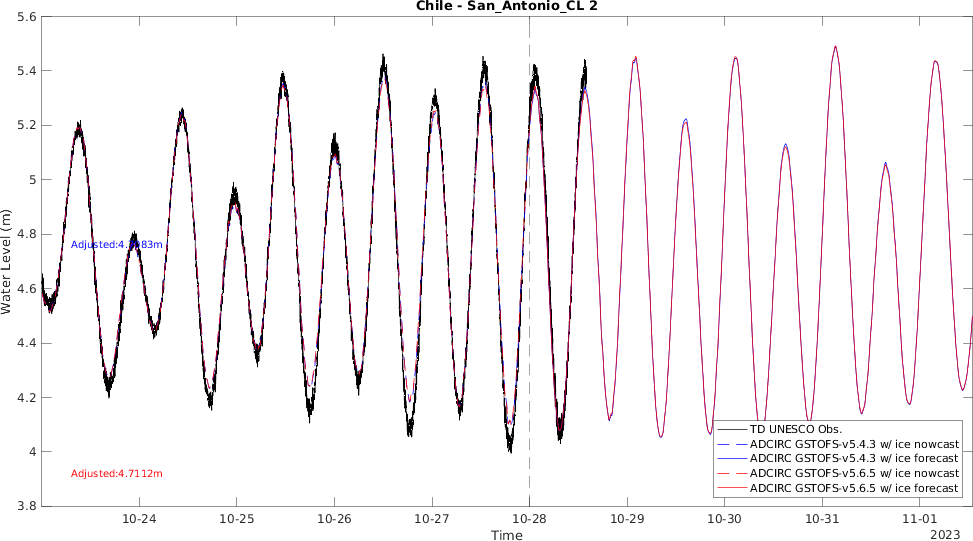 Chile - San_Antonio_CL 2
Water Level (m)
5.6
5.4
5.2
5
4.8
4.6
4.4
4.2
4
3.8
Adjusted:4.7112m
TD UNESCO Obs.
ADCIRC GSTOFS-v5.4.3 w/ ice nowcast
ADCIRC GSTOFS-v5.4.3 w/ ice forecast
ADCIRC GSTOFS-v5.6.5 w/ ice nowcast
ADCIRC GSTOFS-v5.6.5 w/ ice forecast
10-24
10-25
10-26
10-27
10-28
10-29
10-30
10-31
11-01
Time
2023